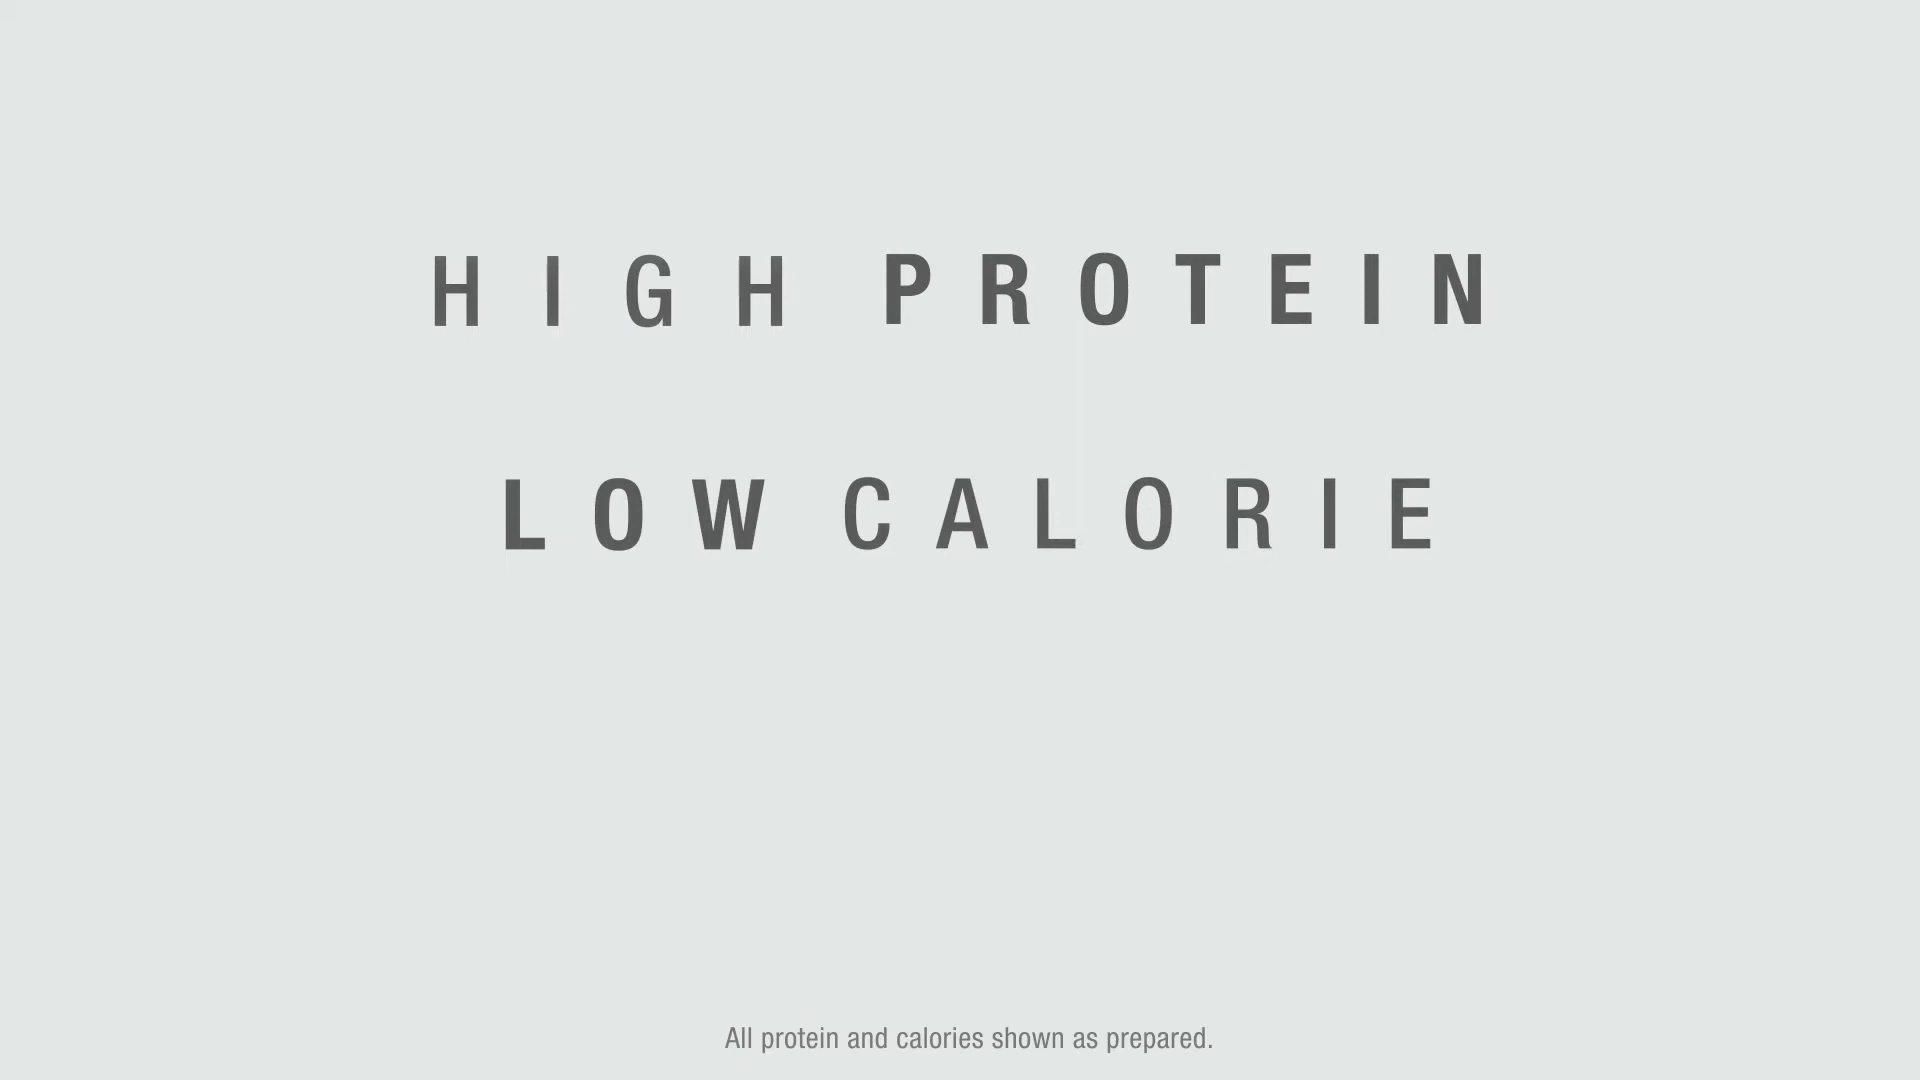 HIGH PROTEIN
LOW CALORIE
All protein and calories shown as prepared.